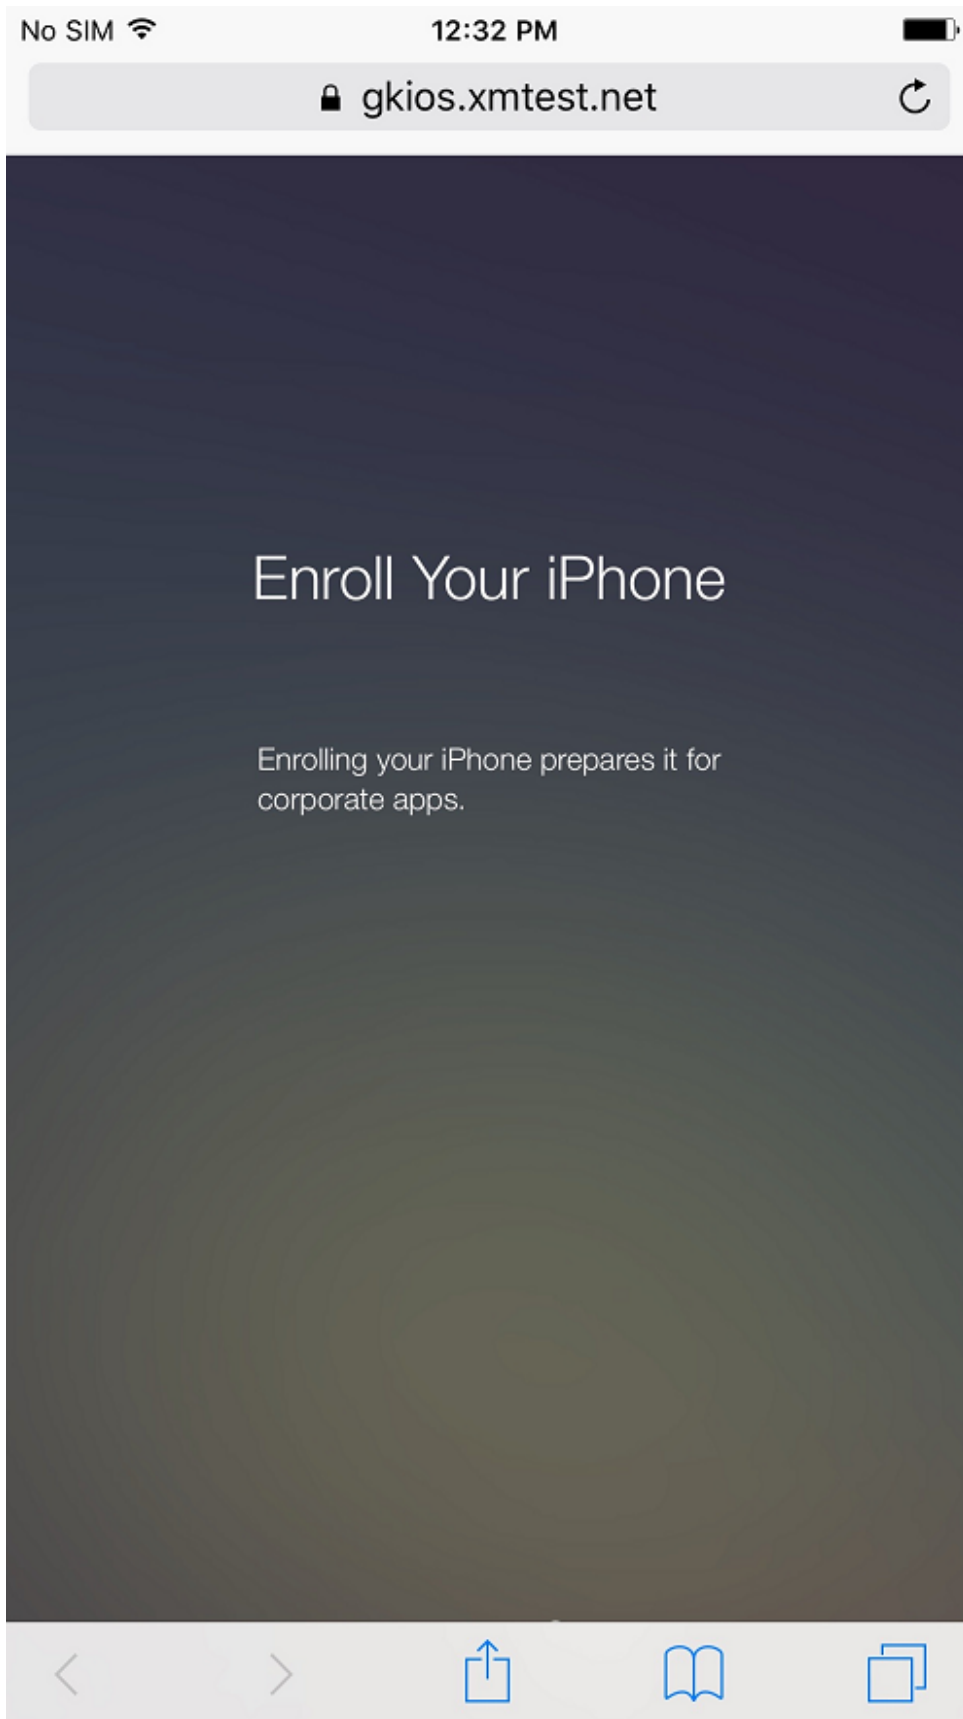 No SIM
12:32 PM
gkios.xmtest.net
Enroll Your iPhone
Enrolling your iPhone prepares it for
corporate apps.